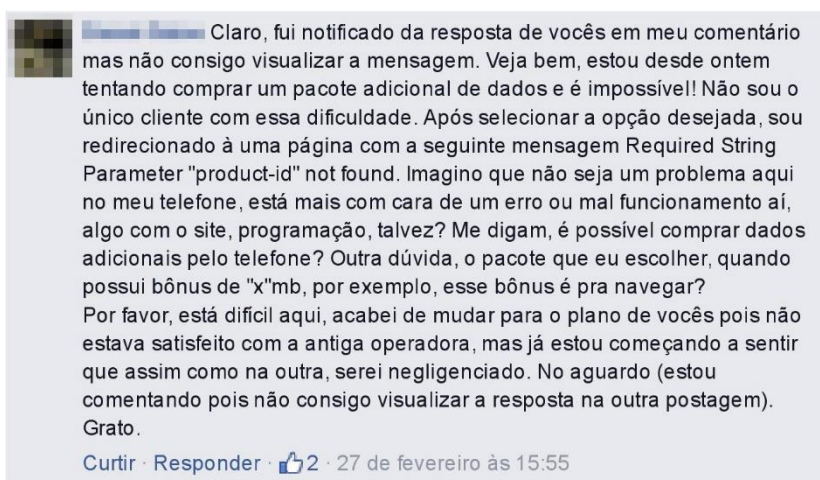 Claro, fui notificado da resposta de vocês em meu comentário
mas não consigo visualizar a mensagem. Veja bem, estou desde ontem
tentando comprar um pacote adicional de dados e é impossível! Não sou o
único cliente com essa dificuldade. Após selecionar a opção desejada, sou
redirecionado à uma página com a seguinte mensagem Required String
Parameter "product-id" not found. Imagino que não seja um problema aqui
no meu telefone, está mais com cara de um erro ou mal funcionamento aí,
algo com o site, programação, talvez? Me digam, é possível comprar dados
adicionais pelo telefone? Outra dúvida, o pacote que eu escolher, quando
possui bônus de "x"mb, por exemplo, esse bônus é pra navegar?
Por favor, está difícil aqui, acabei de mudar para o plano de vocês pois não
estava satisfeito com a antiga operadora, mas já estou começando a sentir
que assim como na outra, serei negligenciado. No aguardo (estou
comentando pois não consigo visualizar a resposta na outra postagem).
Grato.
Curtir · Responder · 2 · 27 de fevereiro às 15:55